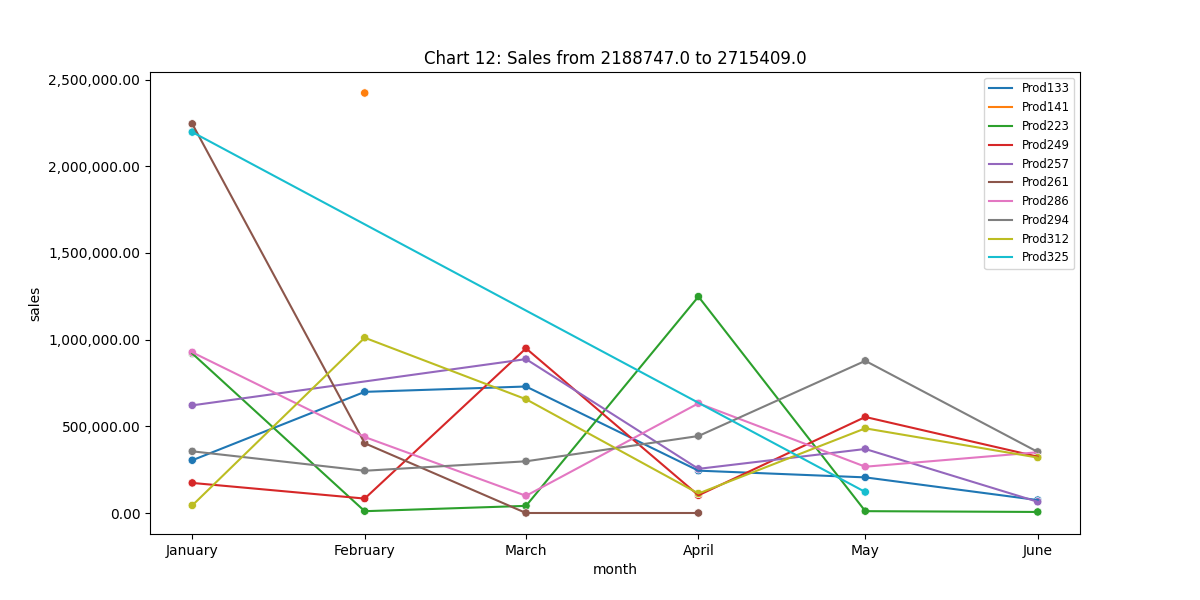 Chart 12: Sales from 2188747.0 to 2715409.0
2,500,000.00
2,000,000.00
1,500,000.00
1,000,000.00
500,000.00
0.00
sales
Prod133
Prod141
Prod223
Prod249
Prod257
Prod261
Prod286
Prod294
Prod312
Prod325
January February March April May June
month